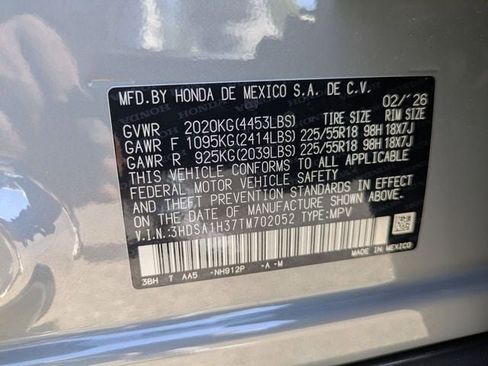 MFD.BY HONDA DE MEXICO S.A. DE C.V.
02/'26
TIRE SIZE RIM SIZE
GVWR 2020KG(4453LBS)
GAWR F 1095KG(2414LBS) 225/55R18 98H 18X7J
GAWR R 925KG(2039LBS) 225/55R18 98H 18X7J
THIS VEHICLE CONFORMS TO ALL APPLICABLE
FEDERAL MOTOR VEHICLE SAFETY
AND THEFT PREVENTION STANDARDS IN EFFECT
ON THE DATE OF MANUFACTURE SHOWN ABOVE.
V.I.N.:3HDSA1H37TM702052 TYPE:MPV
3BH T AA5 -NH912P -A -M
MADE IN MEXICO